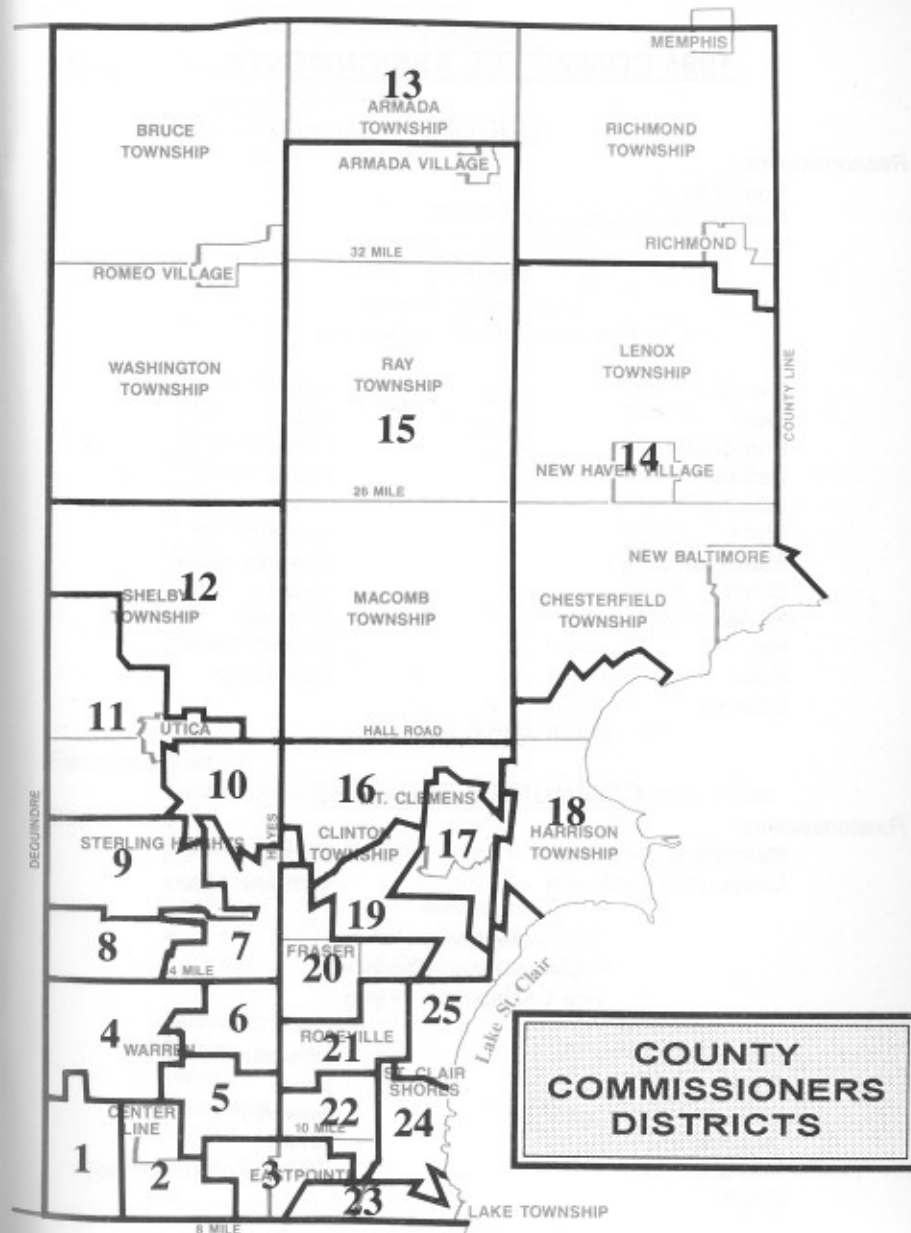 MEMPHIS
13
ARMADA
TOWNSHIP
BRUCE
TOWNSHIP
RICHMOND
TOWNSHIP
ARMADA VILLAGE
RICHMOND
32 MILE
ROMEO VILLAGE
WASHINGTON
TOWNSHIP
RAY
TOWNSHIP
LENOX
TOWNSHIP
COUNTY LINE
15
14
NEW HAVEN VILLAGE
26 MILE
NEW BALTIMORE
12
SHELBY
TOWNSHIP
MACOMB
TOWNSHIP
CHESTERFIELD
TOWNSHIP
11
UTICA
HALL ROAD
10
16
MT. CLEMENS
18
HARRISON
TOWNSHIP
DEQUINDRE
STERLING HEIGHTS
HAYES
CLINTON
TOWNSHIP
17
9
19
8
7
FRASER
20
4 MILE
Lake St. Clair
6
25
4
WARREN
ROSEVILLE
21
COUNTY
COMMISSIONERS
DISTRICTS
ST. CLAIR
SHORES
5
22
24
CENTER
LINE
10 MILE
1
2
3
EASTPOINTE
23
LAKE TOWNSHIP
8 MILE